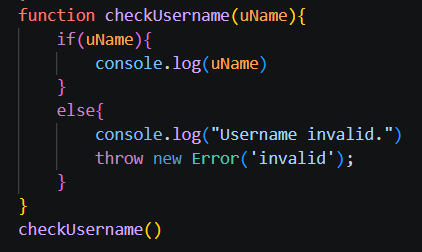 function checkUsername(uName){
    if(uName){
        console.log(uName)
    }
    else{
        console.log("Username invalid.")
        throw new Error('invalid');
    }
}
checkUsername()